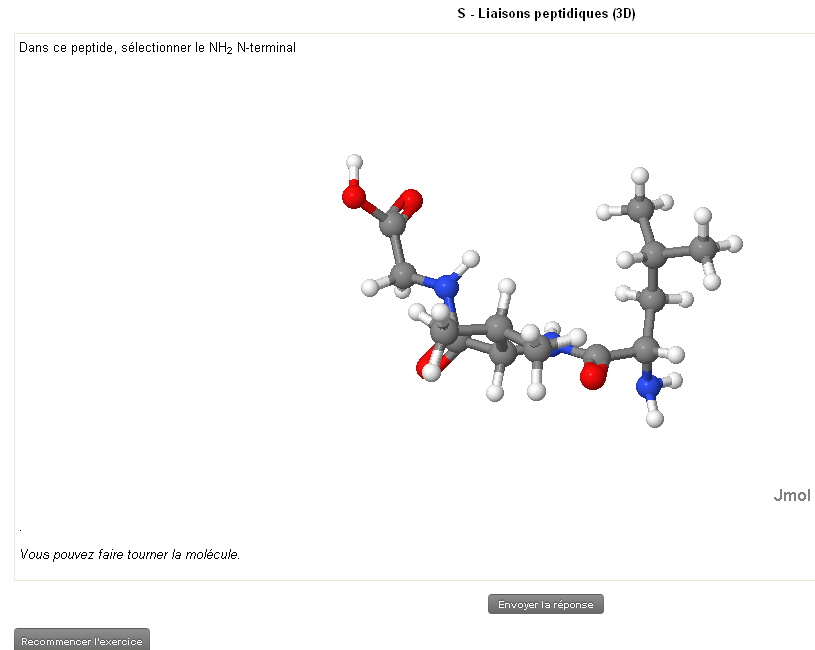 S - Liaisons peptidiques (3D)
Dans ce peptide, sélectionner le NH2 N-terminal
Jmol
.
Vous pouvez faire tourner la molécule.
Envoyer la réponse
Recommencer l'exercice